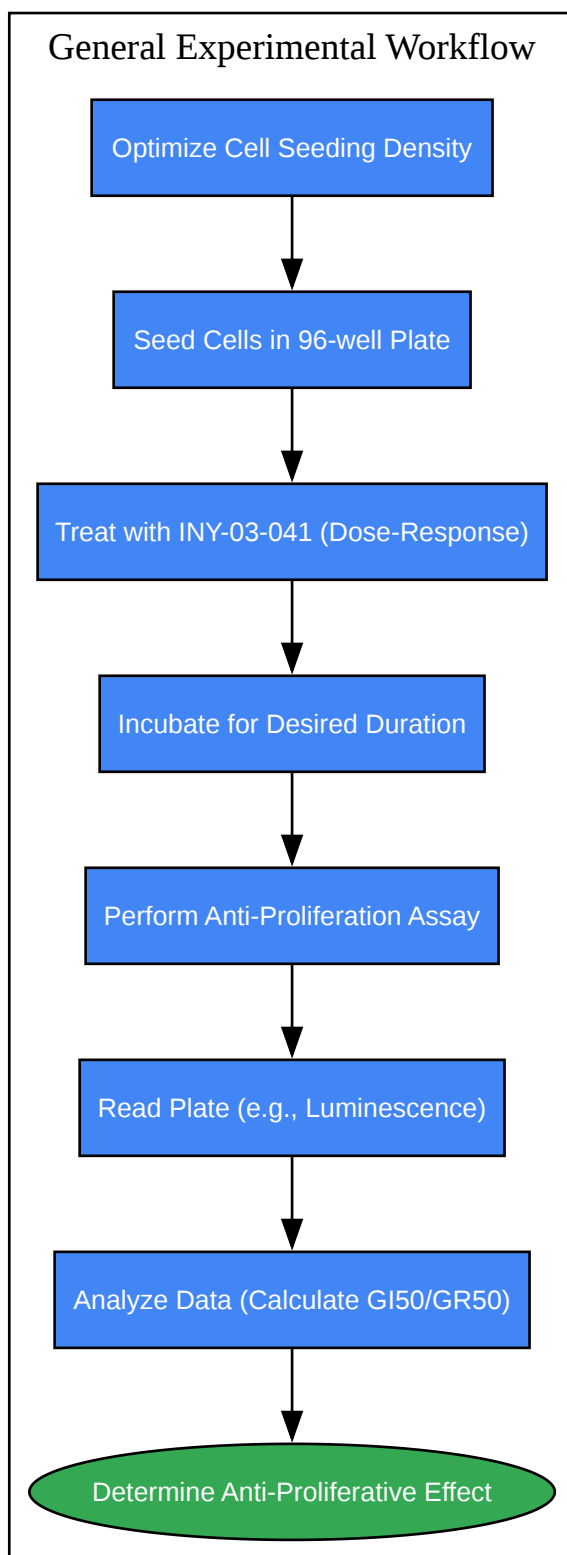 General Experimental Workflow
Optimize Cell Seeding Density
Seed Cells in 96-well Plate
Treat with INY-03-041 (Dose-Response)
Incubate for Desired Duration
Perform Anti-Proliferation Assay
Read Plate (e.g., Luminescence)
Analyze Data (Calculate GI50/GR50)
Determine Anti-Proliferative Effect